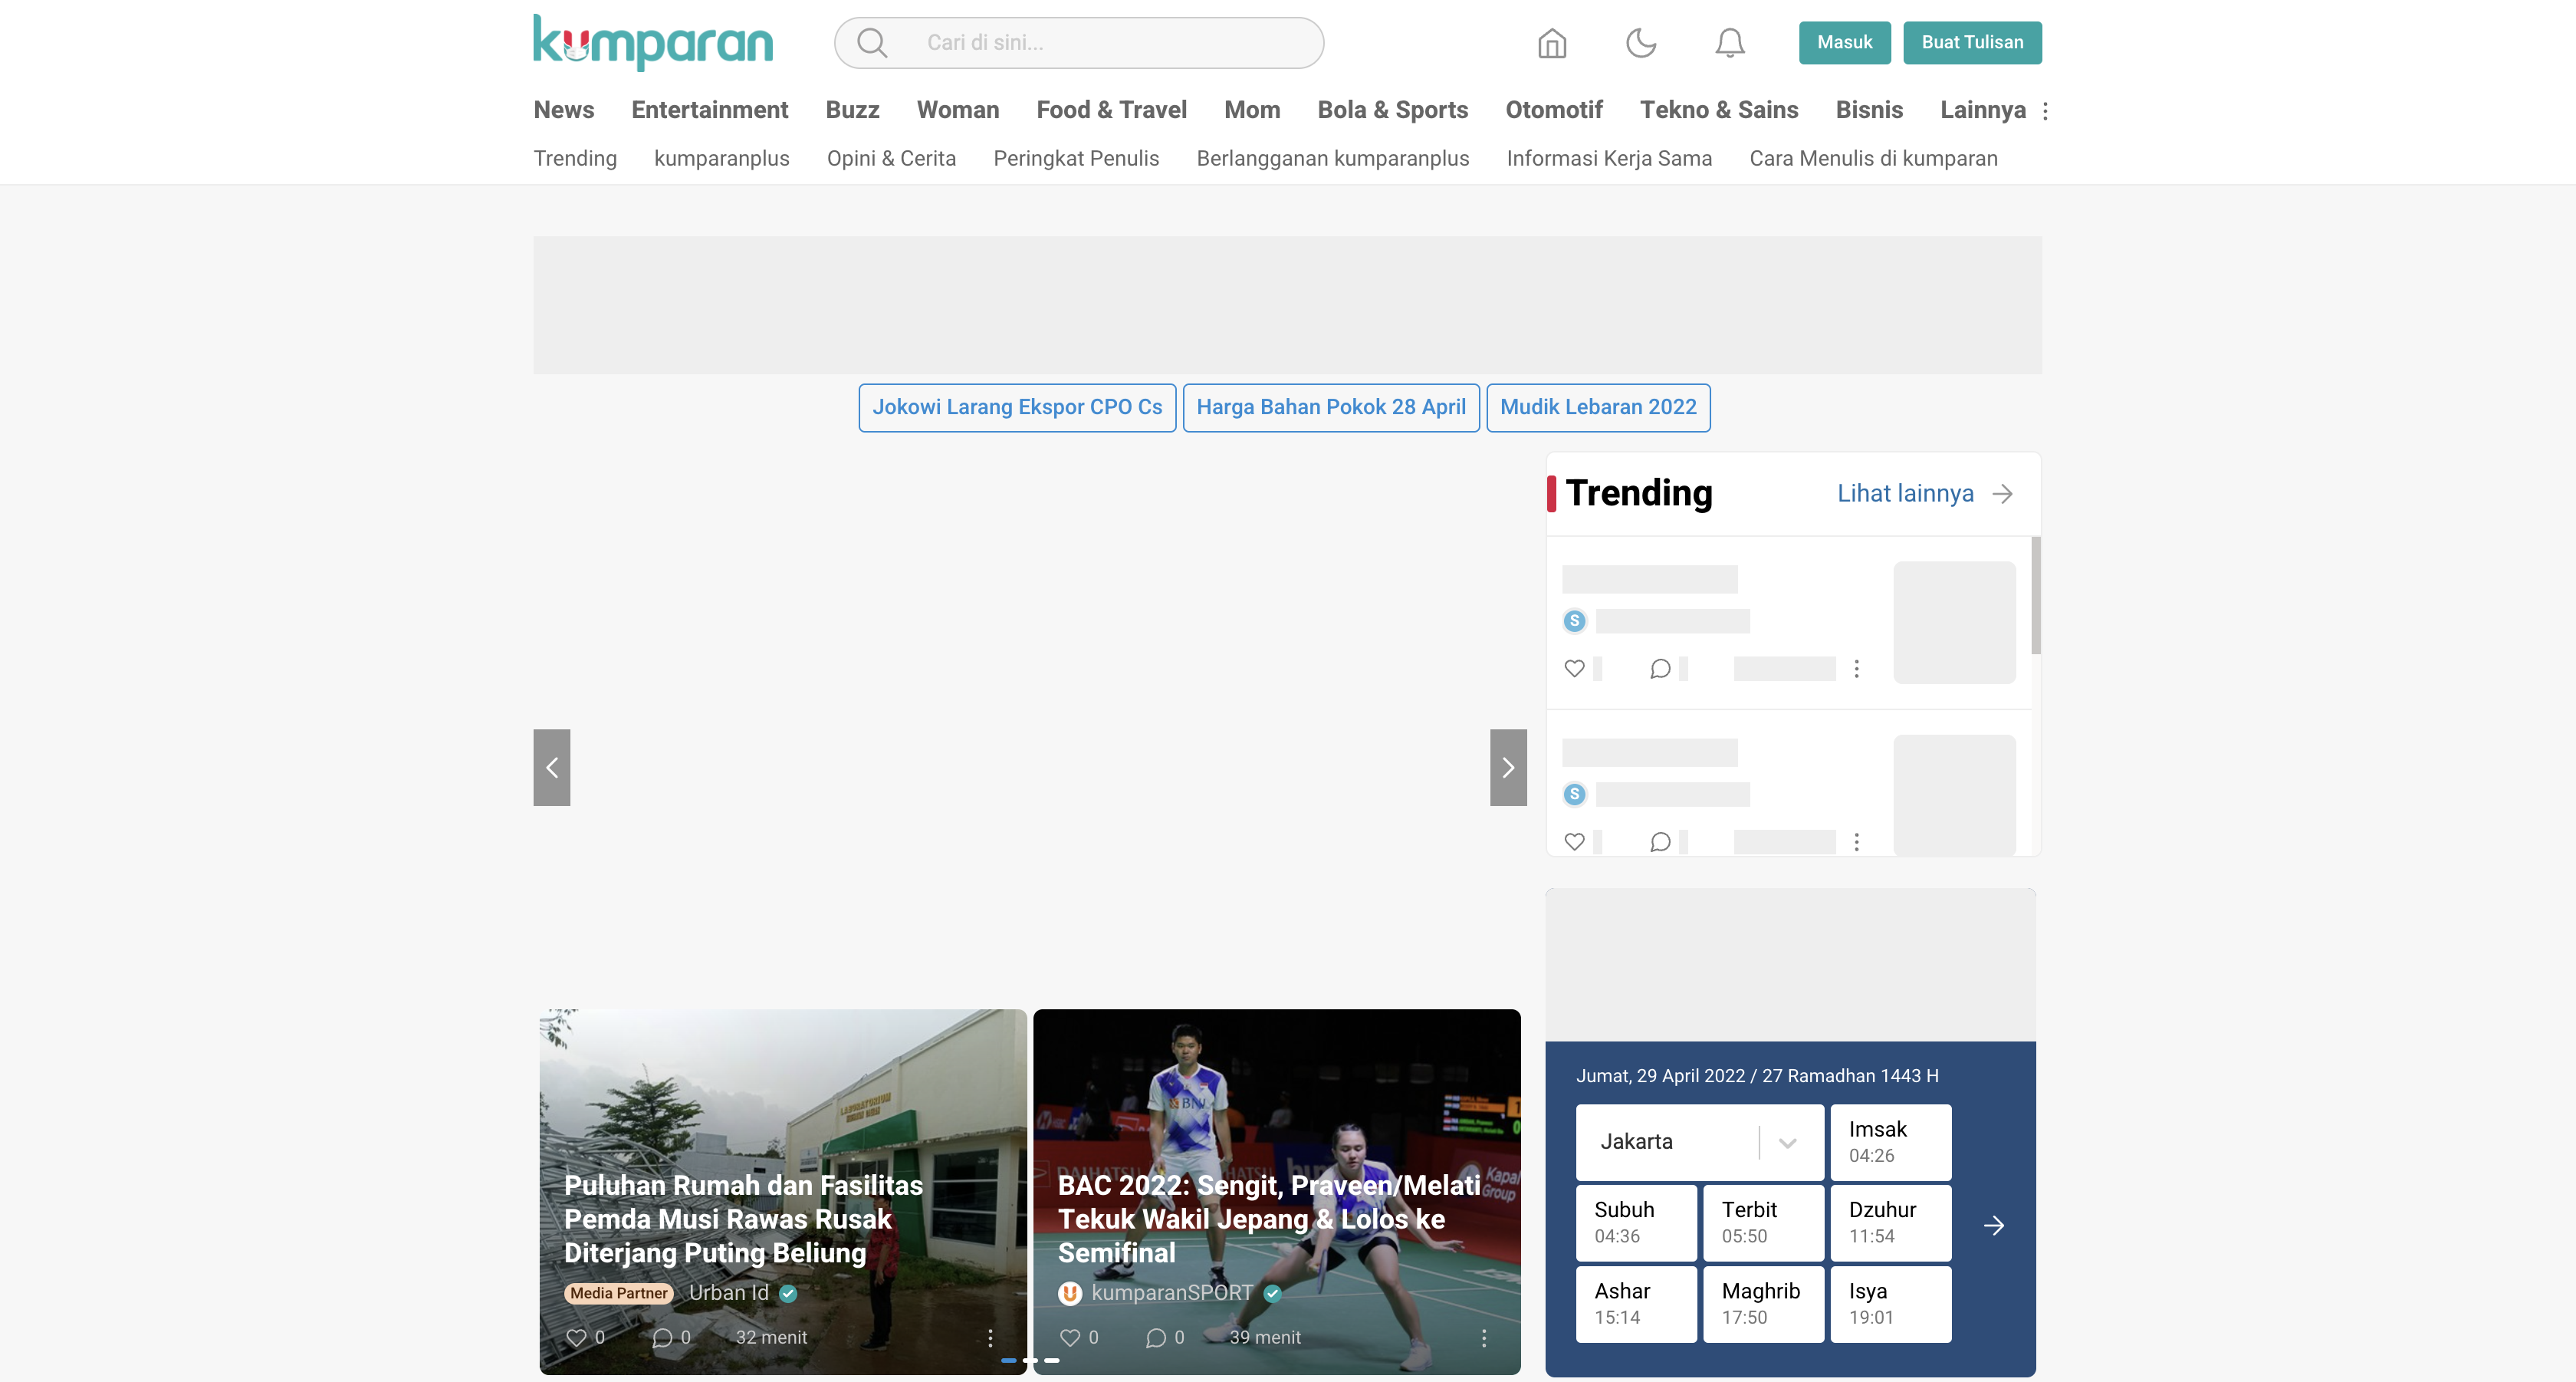 kumparan
Cari di sini...
Masuk
Buat Tulisan
News Entertainment Buzz Woman Food & Travel Mom Bola & Sports Otomotif Tekno & Sains Bisnis Lainnya
Trending kumparanplus Opini & Cerita Peringkat Penulis Berlangganan kumparanplus Informasi Kerja Sama Cara Menulis di kumparan
Jokowi Larang Ekspor CPO Cs
Harga Bahan Pokok 28 April
Mudik Lebaran 2022
Trending
Lihat lainnya
S
S
LABORATORIUM
Puluhan Rumah dan Fasilitas
Pemda Musi Rawas Rusak
Diterjang Puting Beliung
Media Partner Urban Id
0 0 32 menit
BNI
DAIHATSU
Kapal
Group
BAC 2022: Sengit, Praveen/Melati
Tekuk Wakil Jepang & Lolos ke
Semifinal
kumparanSPORT
0 0 39 menit
Jumat, 29 April 2022 / 27 Ramadhan 1443 H
Jakarta
Imsak
04:26
Subuh
04:36
Terbit
05:50
Dzuhur
11:54
Ashar
15:14
Maghrib
17:50
Isya
19:01